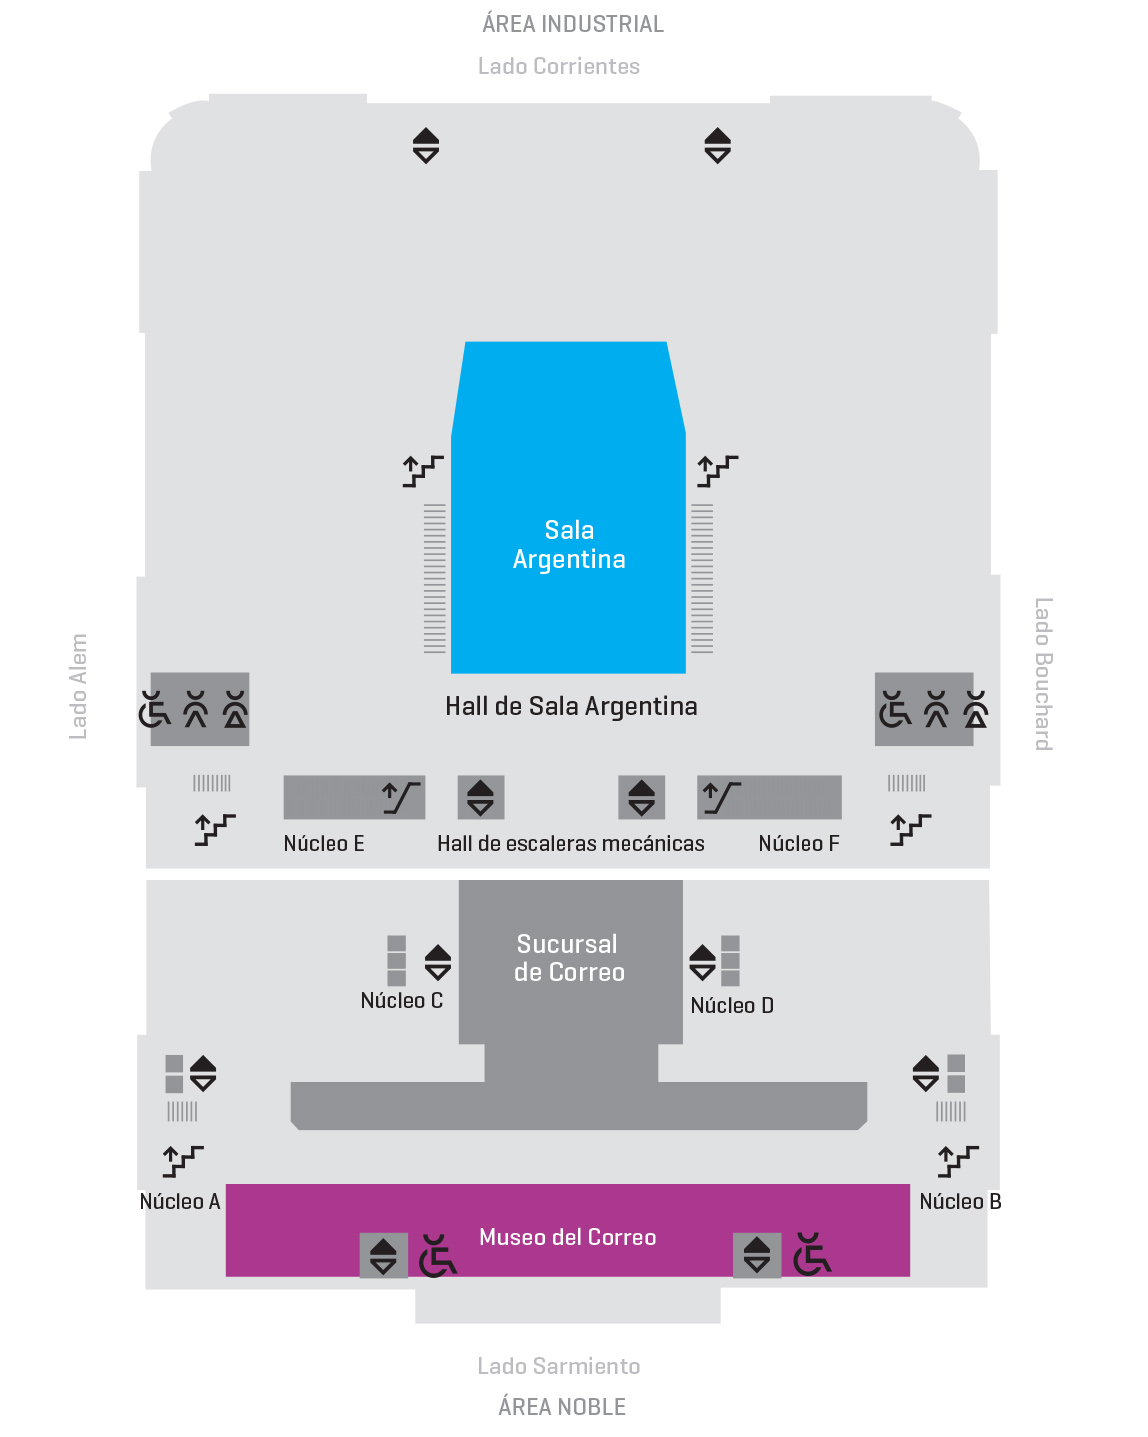 ÁREA INDUSTRIAL
Lado Corrientes
Sala
Argentina
Lado Alem
Lado Bouchard
Hall de Sala Argentina
Núcleo E
Hall de escaleras mecánicas
Núcleo F
Sucursal
de Correo
Núcleo C
Núcleo D
Núcleo A
Núcleo B
Museo del Correo
Lado Sarmiento
ÁREA NOBLE